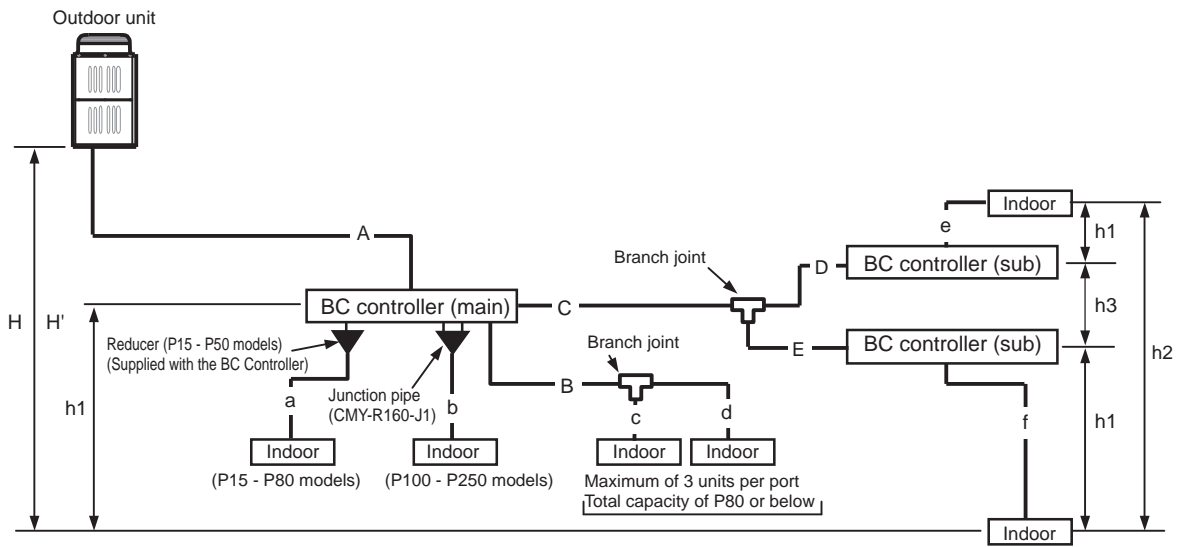 Outdoor unit
H
H'
A
BC controller (main)
Reducer (P15 - P50 models)
(Supplied with the BC Controller)
h1
a
Junction pipe
(CMY-R160-J1)
b
Indoor
(P15 - P80 models)
Indoor
(P100 - P250 models)
C
Branch joint
B
Branch joint
c
d
Indoor
Indoor
Maximum of 3 units per port
Total capacity of P80 or below
D
E
e
Indoor
BC controller (sub)
BC controller (sub)
f
Indoor
h1
h3
h1
h2